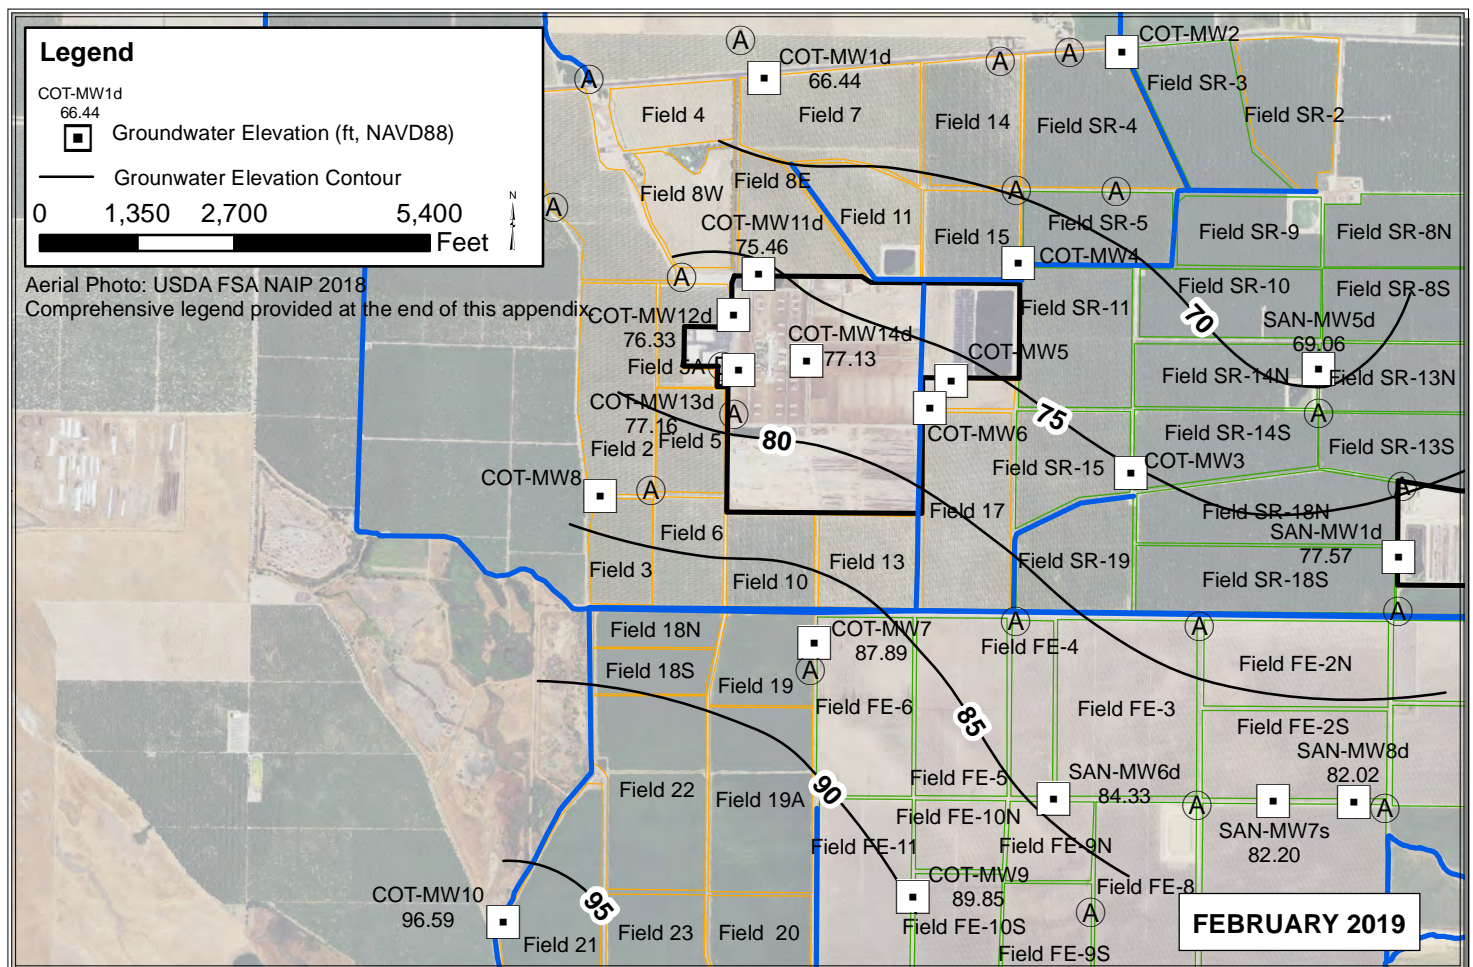 Legend
COT-MW1d
66.44
Groundwater Elevation (ft, NAVD88)
Grounwater Elevation Contour
0 1,350 2,700 5,400
Feet
N
Aerial Photo: USDA FSA NAIP 2018
Comprehensive legend provided at the end of this appendix.
A
COT-MW1d
66.44
A
A
COT-MW2
A
Field SR-3
Field 4
Field 7
Field 14
Field SR-4
Field SR-2
Field 8W
Field 8E
A
A
A
Field 11
Field SR-5
COT-MW11d
75.46
Field 15
Field SR-9
Field SR-8N
COT-MW4
A
Field SR-10
Field SR-8S
Field SR-11
COT-MW12d
76.33
COT-MW14d
77.13
70
SAN-MW5d
69.06
COT-MW5
Field 5A
Field SR-14N
Field SR-13N
COT-MW13d
77.16
A
75
A
COT-MW6
80
Field 2
Field 5
Field SR-14S
Field SR-13S
COT-MW3
Field SR-15
COT-MW8
A
A
Field 17
Field SR-18N
Field 6
SAN-MW1d
77.57
Field 3
Field 10
Field 13
Field SR-19
Field SR-18S
A
A
A
Field 18N
COT-MW7
87.89
Field FE-4
Field 18S
A
Field FE-2N
Field 19
Field FE-6
Field FE-3
85
Field FE-2S
SAN-MW8d
82.02
Field 22
90
Field FE-5
SAN-MW6d
84.33
Field 19A
A
A
Field FE-10N
SAN-MW7s
82.20
Field FE-11
Field FE-9N
COT-MW9
89.85
Field FE-8
COT-MW10
96.59
95
A
Field FE-10S
FEBRUARY 2019
Field 21
Field 23
Field 20
Field FE-9S